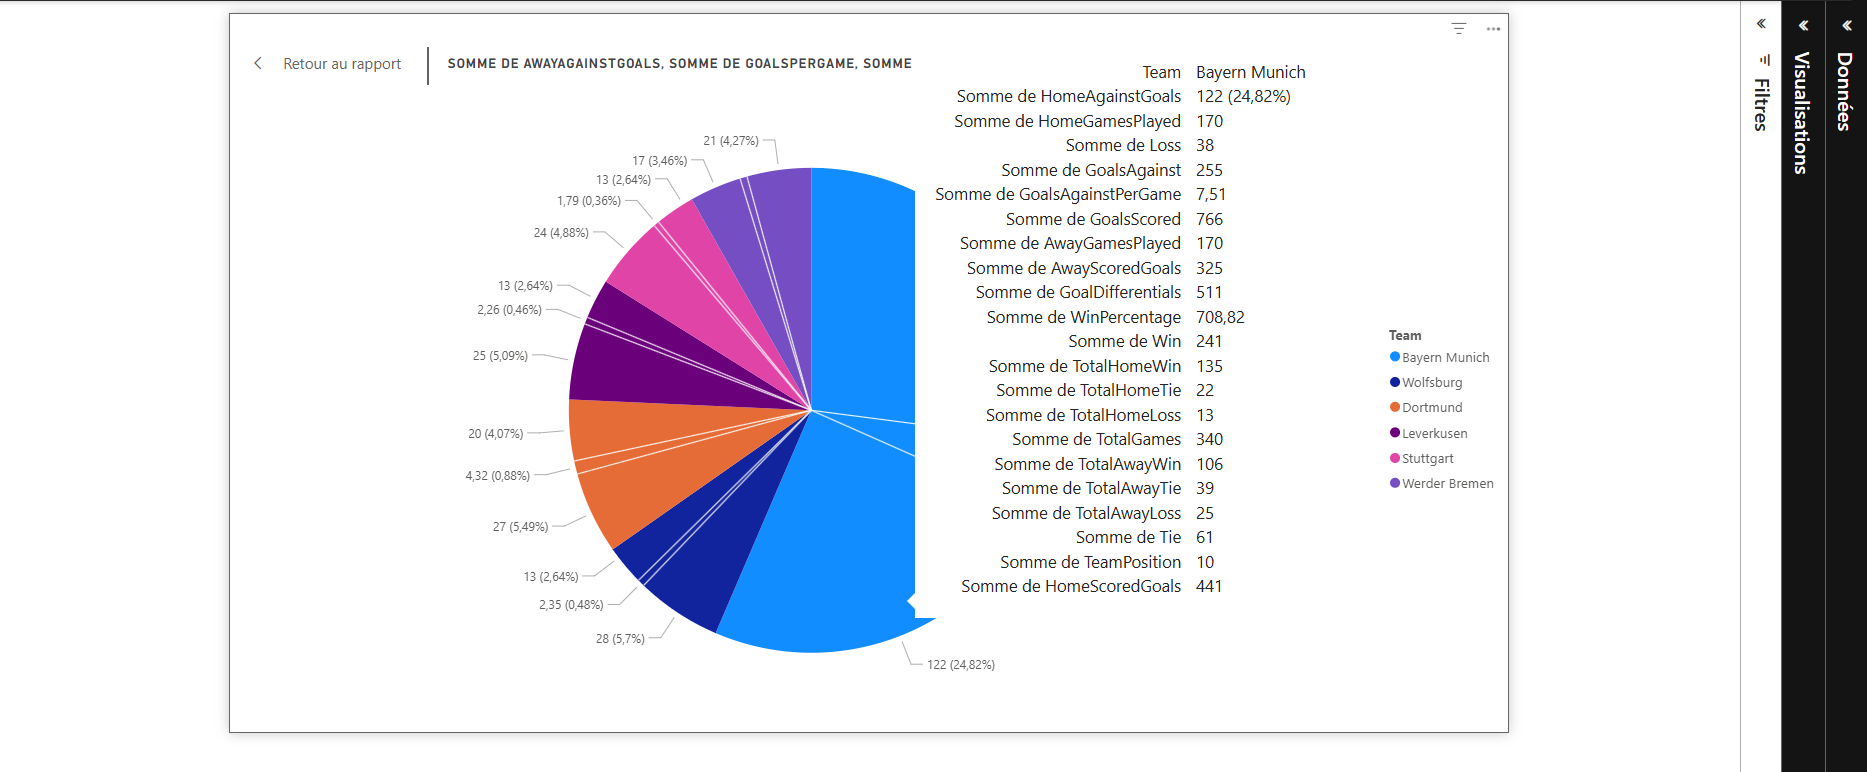 Retour au rapport
SOMME DE AWAYAGAINSTGOALS, SOMME DE GOALSPERGAME, SOMME
Team Bayern Munich
Somme de HomeAgainstGoals 122 (24,82%)
Somme de HomeGamesPlayed 170
Somme de Loss 38
Somme de GoalsAgainst 255
Somme de GoalsAgainstPerGame 7,51
Somme de GoalsScored 766
Somme de AwayGamesPlayed 170
Somme de AwayScoredGoals 325
Somme de GoalDifferentials 511
Somme de WinPercentage 708,82
Somme de Win 241
Somme de TotalHomeWin 135
Somme de TotalHomeTie 22
Somme de TotalHomeLoss 13
Somme de TotalGames 340
Somme de TotalAwayWin 106
Somme de TotalAwayTie 39
Somme de TotalAwayLoss 25
Somme de Tie 61
Somme de TeamPosition 10
Somme de HomeScoredGoals 441
21 (4,27%)
17 (3,46%)
13 (2,64%)
1,79 (0,36%)
24 (4,88%)
13 (2,64%)
2,26 (0,46%)
25 (5,09%)
20 (4,07%)
4,32 (0,88%)
27 (5,49%)
13 (2,64%)
2,35 (0,48%)
28 (5,7%)
122 (24,82%)
Team
Bayern Munich
Wolfsburg
Dortmund
Leverkusen
Stuttgart
Werder Bremen
Filtres
Visualisations
Données